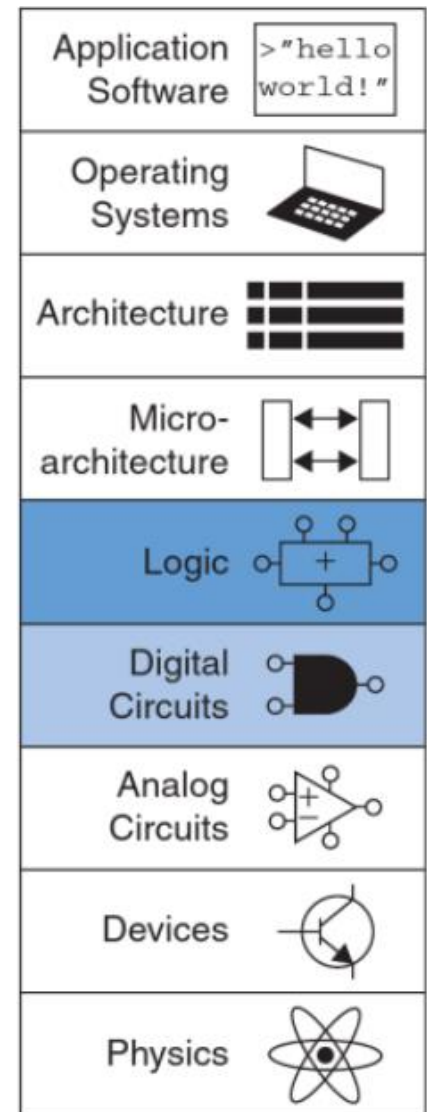 Application
Software
>"hello
world!"
Operating
Systems
Architecture
Micro-
architecture
Logic
+
Digital
Circuits
Analog
Circuits
+
−
Devices
Physics